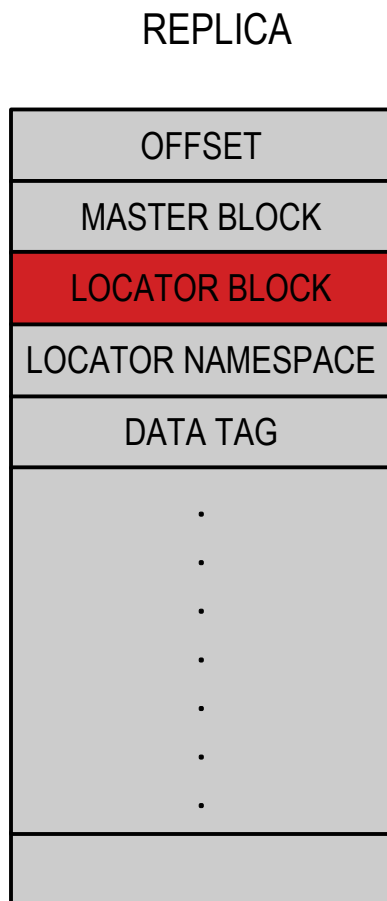 REPLICA
OFFSET
MASTER BLOCK
LOCATOR BLOCK
LOCATOR NAMESPACE
DATA TAG
.
.
.
.
.
.
.